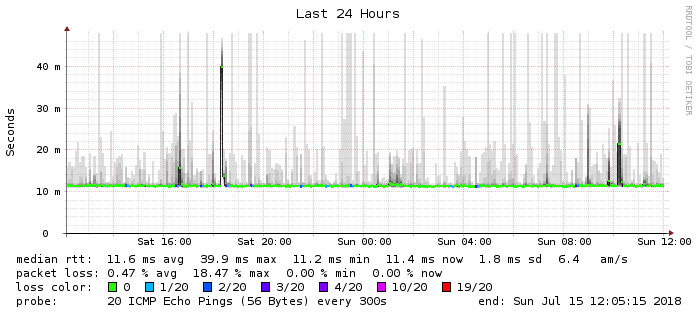 Last 24 Hours
RRDTOOL / TOBI OETIKER
Seconds
40 m
30 m
20 m
10 m
0
Sat 16:00 Sat 20:00 Sun 00:00 Sun 04:00 Sun 08:00 Sun 12:00
median rtt: 11.6 ms avg 39.9 ms max 11.2 ms min 11.4 ms now 1.8 ms sd 6.4 am/s
packet loss: 0.47 % avg 18.47 % max 0.00 % min 0.00 % now
loss color: 0 1/20 2/20 3/20 4/20 10/20 19/20
probe: 20 ICMP Echo Pings (56 Bytes) every 300s end: Sun Jul 15 12:05:15 2018